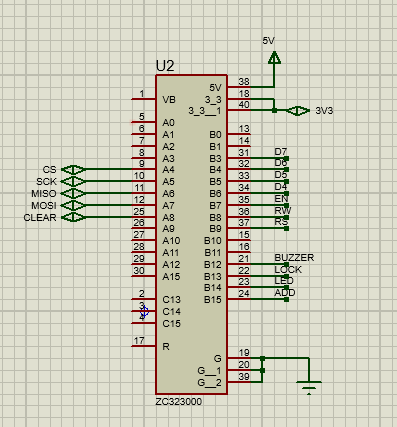 5V
U2
1 VB 5V 38
3_3 18
3_3__1 40 3V3
5 A0
6 A1 B0 13
7 A2 B1 14
8 A3 B3 31 D7
CS 9 A4 B4 32 D6
SCK 10 A5 B5 33 D5
MISO 11 A6 B6 34 D4
MOSI 12 A7 B7 35 EN
CLEAR 25 A8 B8 36 RW
26 A9 B9 37 RS
27 A10 B10 15
28 A11 B11 16
29 A12 B12 21 BUZZER
30 A15 B13 22 LOCK
B14 23 LED
2 C13 B15 24 ADD
3 C14
4 C15
17 R
G 19
G__1 20
G__2 39
ZC323000